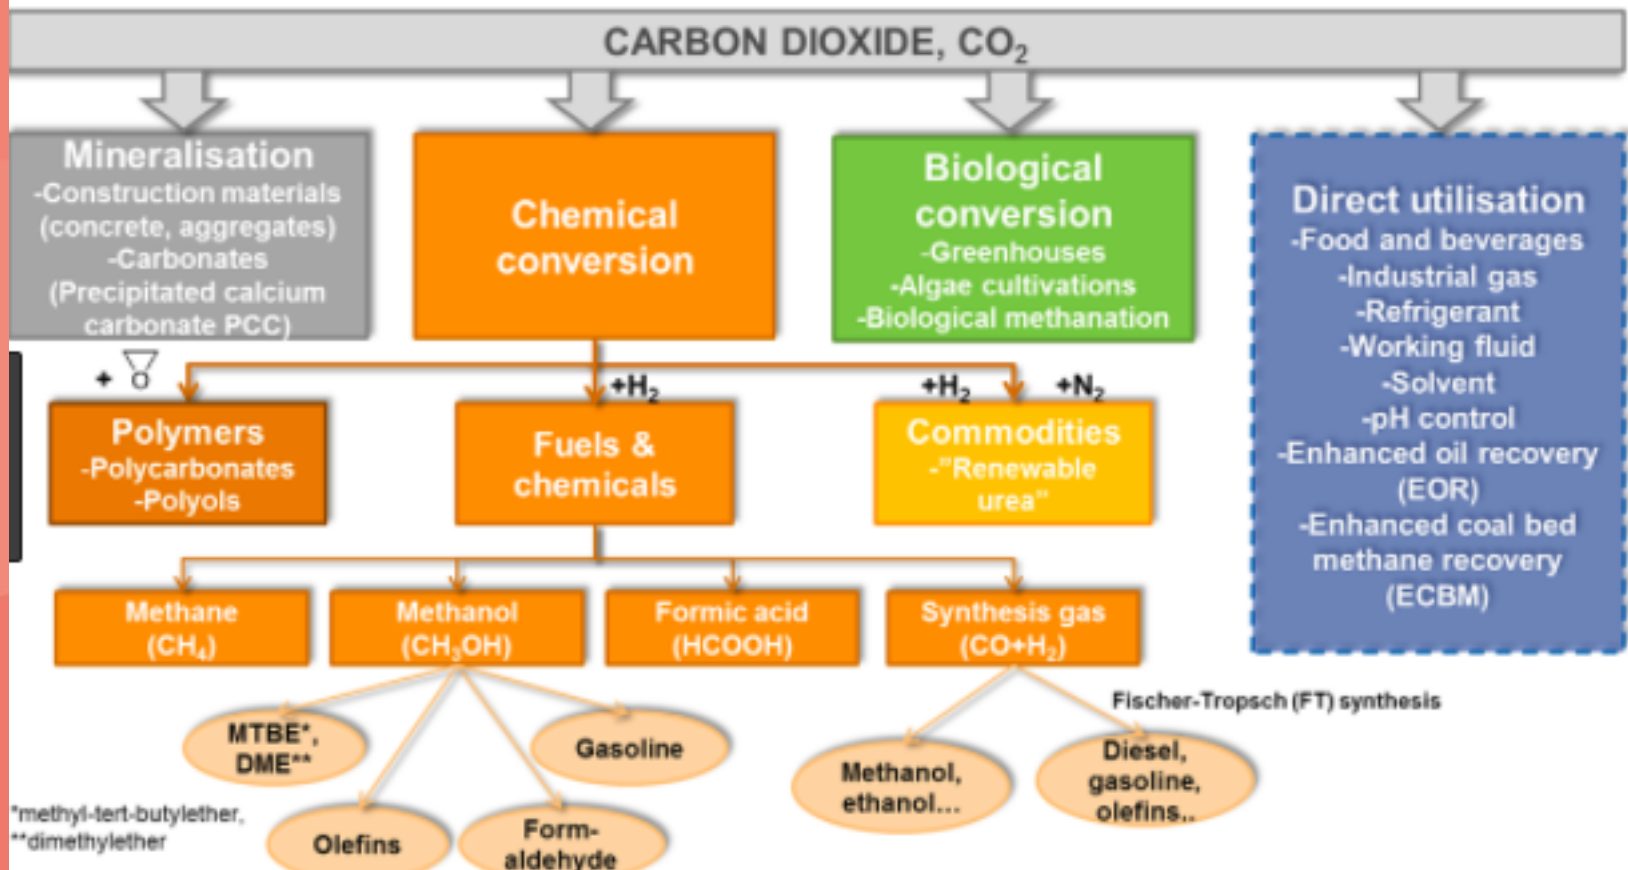 CARBON DIOXIDE, CO₂
Mineralisation
-Construction materials
(concrete, aggregates)
-Carbonates
(Precipitated calcium
carbonate PCC)
Chemical
conversion
Biological
conversion
-Greenhouses
-Algae cultivations
-Biological methanation
Direct utilisation
-Food and beverages
-Industrial gas
-Refrigerant
-Working fluid
-Solvent
-pH control
-Enhanced oil recovery
(EOR)
-Enhanced coal bed
methane recovery
(ECBM)
+ O
+H₂
+H₂ +N₂
Polymers
-Polycarbonates
-Polyols
Fuels &
chemicals
Commodities
-"Renewable
urea"
Methane
(CH₄)
Methanol
(CH₃OH)
Formic acid
(HCOOH)
Synthesis gas
(CO+H₂)
Fischer-Tropsch (FT) synthesis
MTBE*,
DME**
Gasoline
Methanol,
ethanol...
Diesel,
gasoline,
olefins..
*methyl-tert-butylether,
**dimethylether
Olefins
Form-
aldehyde